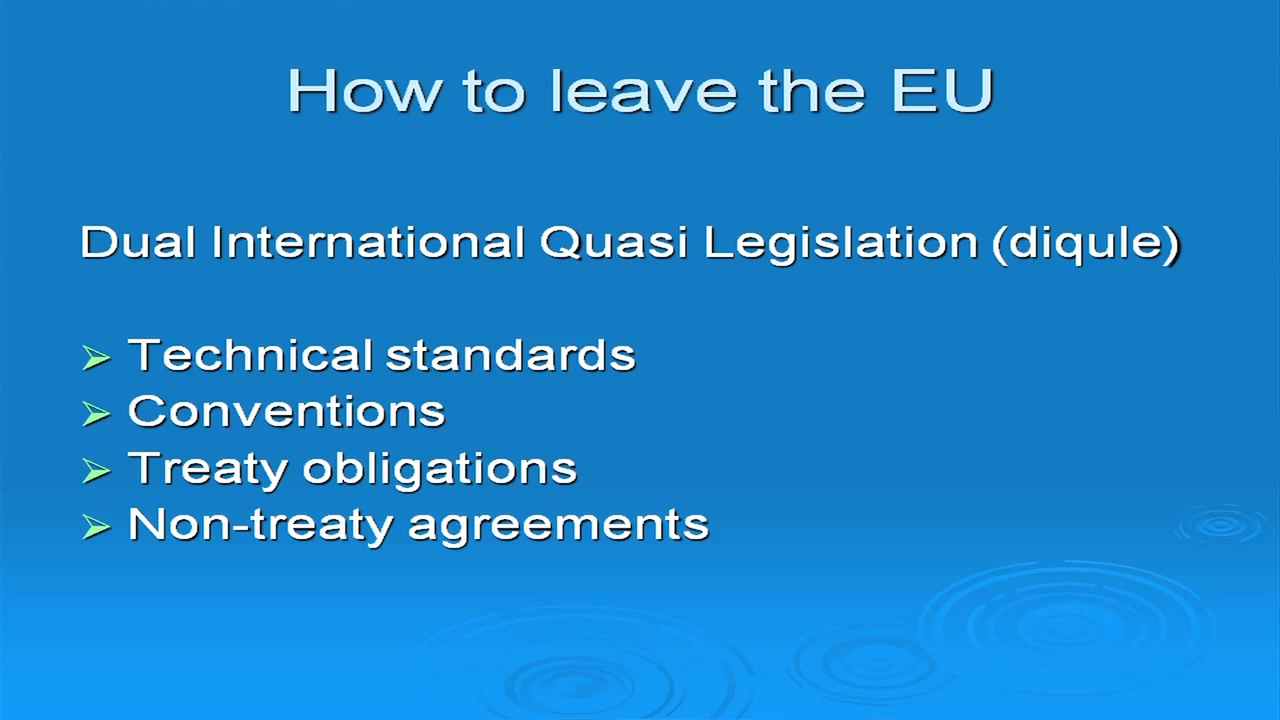 How to leave the EU
Dual International Quasi Legislation (diqule)
Technical standards
Conventions
Treaty obligations
Non-treaty agreements